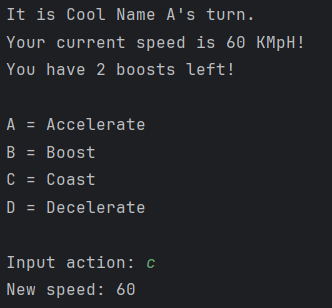 It is Cool Name A's turn.
Your current speed is 60 KMpH!
You have 2 boosts left!
A = Accelerate
B = Boost
C = Coast
D = Decelerate
Input action: c
New speed: 60